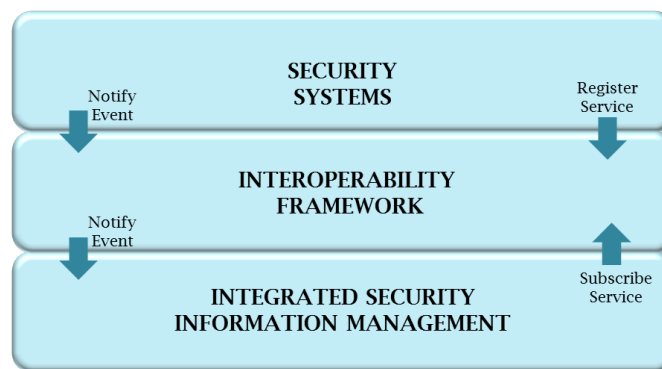 SECURITY
SYSTEMS
Notify
Event
Register
Service
INTEROPERABILITY
FRAMEWORK
Notify
Event
Subscribe
Service
INTEGRATED SECURITY
INFORMATION MANAGEMENT